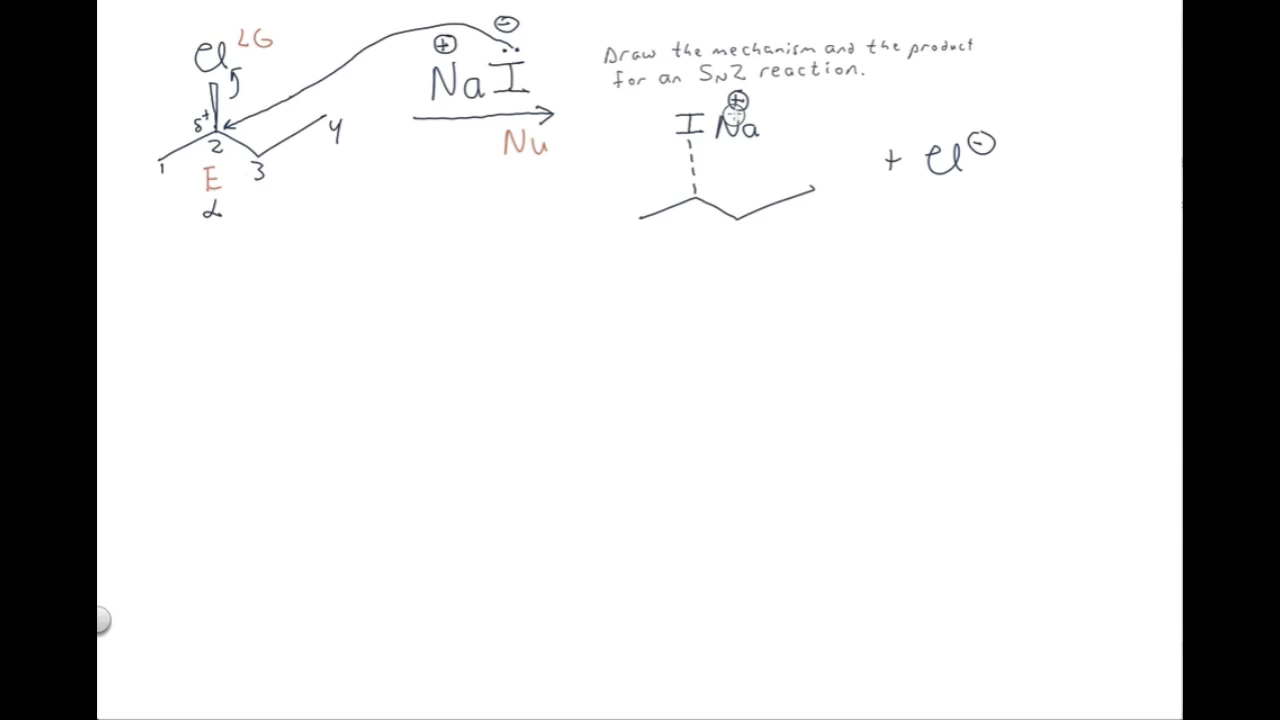 Cl LG
⊕ ⊖
Na I
δ+
1 2 3 4
E
α
Nu
Draw the mechanism and the product
for an SN2 reaction.
⊕
I Na
+ Cl ⊖